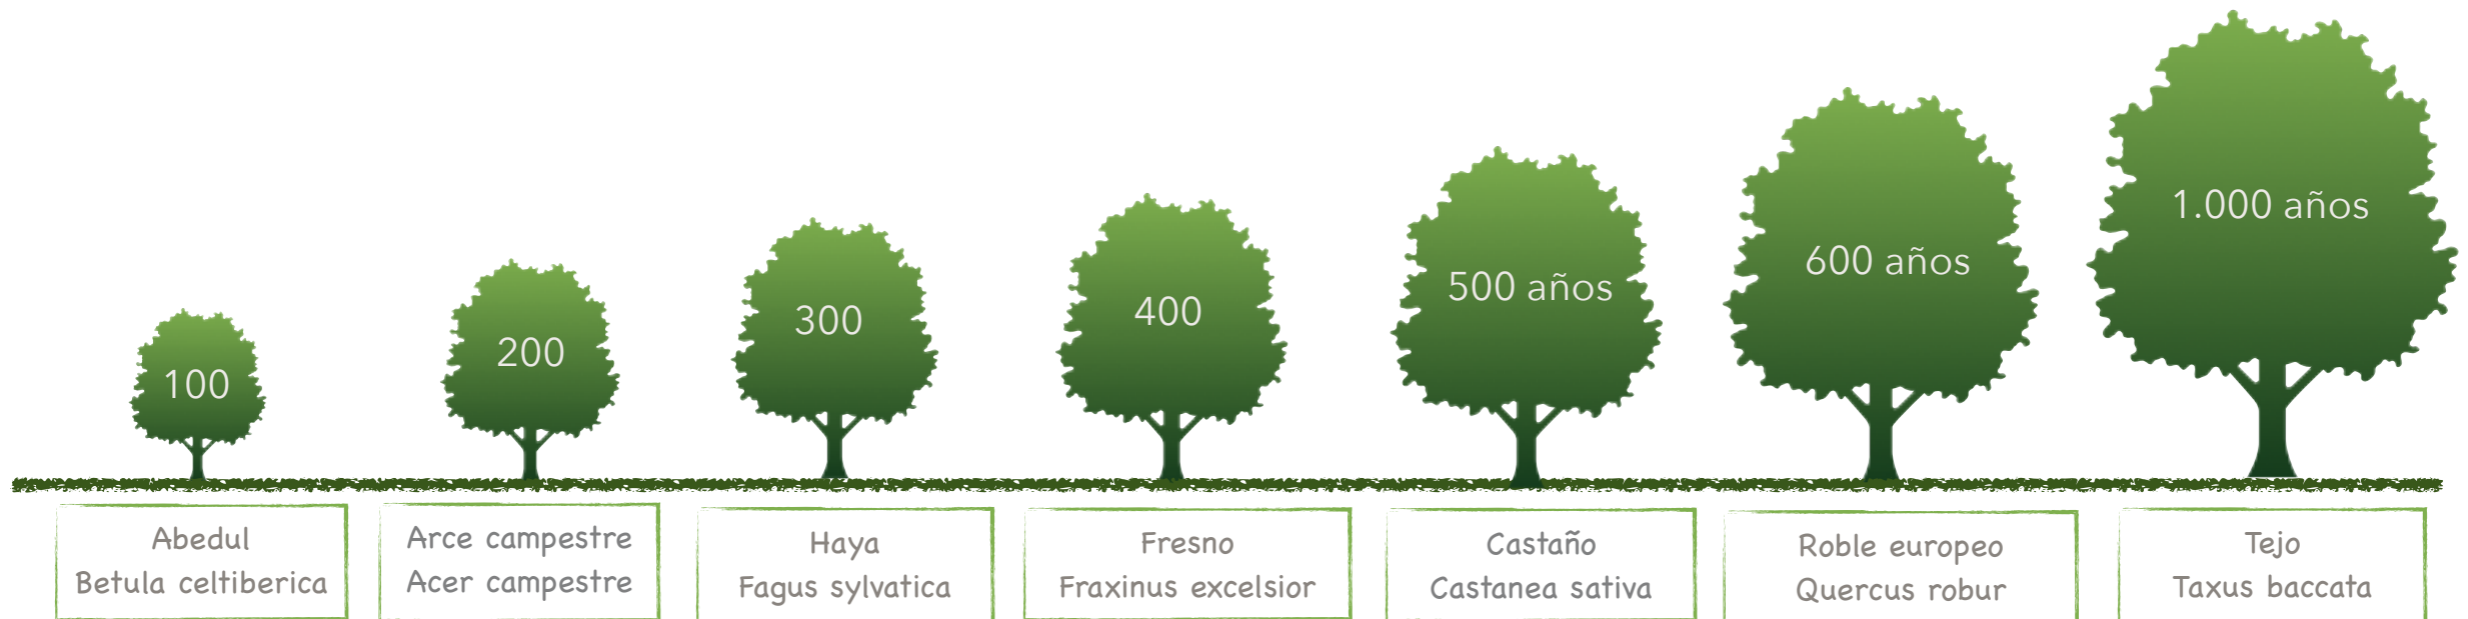 100
200
300
400
500 años
600 años
1.000 años
Abedul
Betula celtiberica
Arce campestre
Acer campestre
Haya
Fagus sylvatica
Fresno
Fraxinus excelsior
Castaño
Castanea sativa
Roble europeo
Quercus robur
Tejo
Taxus baccata